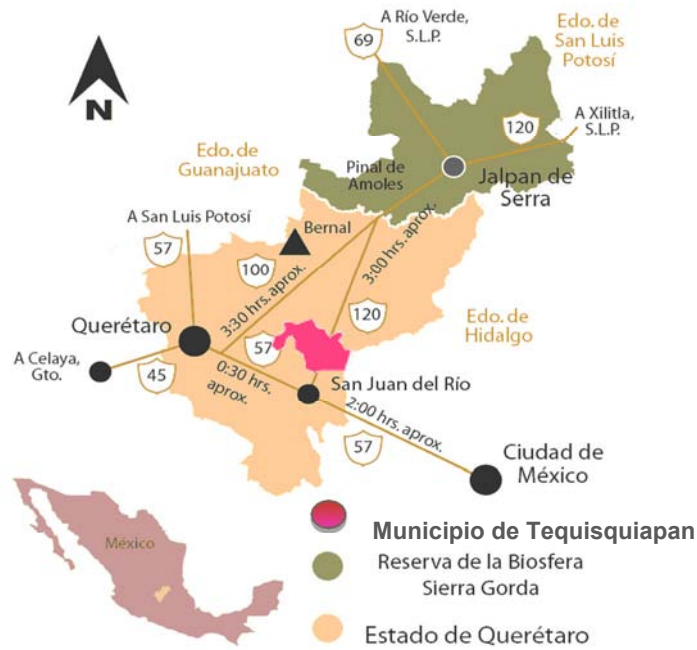 A Río Verde,
S.L.P.
69
Edo. de
San Luis
Potosí
N
120
A Xilitla,
S.L.P.
Edo. de
Guanajuato
Pinal de
Amoles
Jalpan de
Serra
A San Luis Potosí
57
Bernal
100
3:30 hrs. aprox.
3:00 hrs. aprox.
120
Edo. de
Hidalgo
Querétaro
57
A Celaya,
Gto.
45
0:30 hrs.
aprox.
San Juan del Río
2:00 hrs. aprox.
57
Ciudad de
México
México
Municipio de Tequisquiapan
Reserva de la Biosfera
Sierra Gorda
Estado de Querétaro